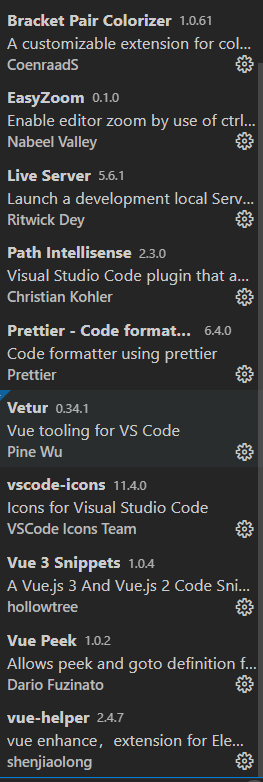 Bracket Pair Colorizer 1.0.61
A customizable extension for col...
CoenraadS
EasyZoom 0.1.0
Enable editor zoom by use of ctrl...
Nabeel Valley
Live Server 5.6.1
Launch a development local Serv...
Ritwick Dey
Path Intellisense 2.3.0
Visual Studio Code plugin that a...
Christian Kohler
Prettier - Code format... 6.4.0
Code formatter using prettier
Prettier
Vetur 0.34.1
Vue tooling for VS Code
Pine Wu
vscode-icons 11.4.0
Icons for Visual Studio Code
VSCode Icons Team
Vue 3 Snippets 1.0.4
A Vue.js 3 And Vue.js 2 Code Sni...
hollowtree
Vue Peek 1.0.2
Allows peek and goto definition f...
Dario Fuzinato
vue-helper 2.4.7
vue enhance，extension for Ele...
shenjiaolong